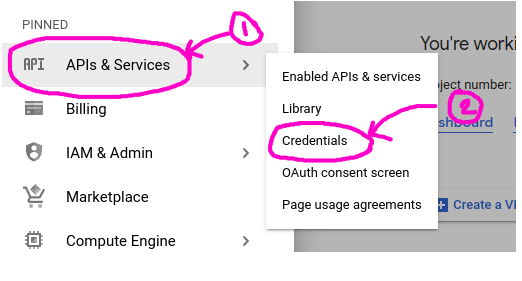 PINNED
1
You're worki
API APIs & Services
Enabled APIs & services
oject number:
Billing
Library
2
shboard
Credentials
IAM & Admin
OAuth consent screen
Marketplace
Page usage agreements
Create a V
Compute Engine